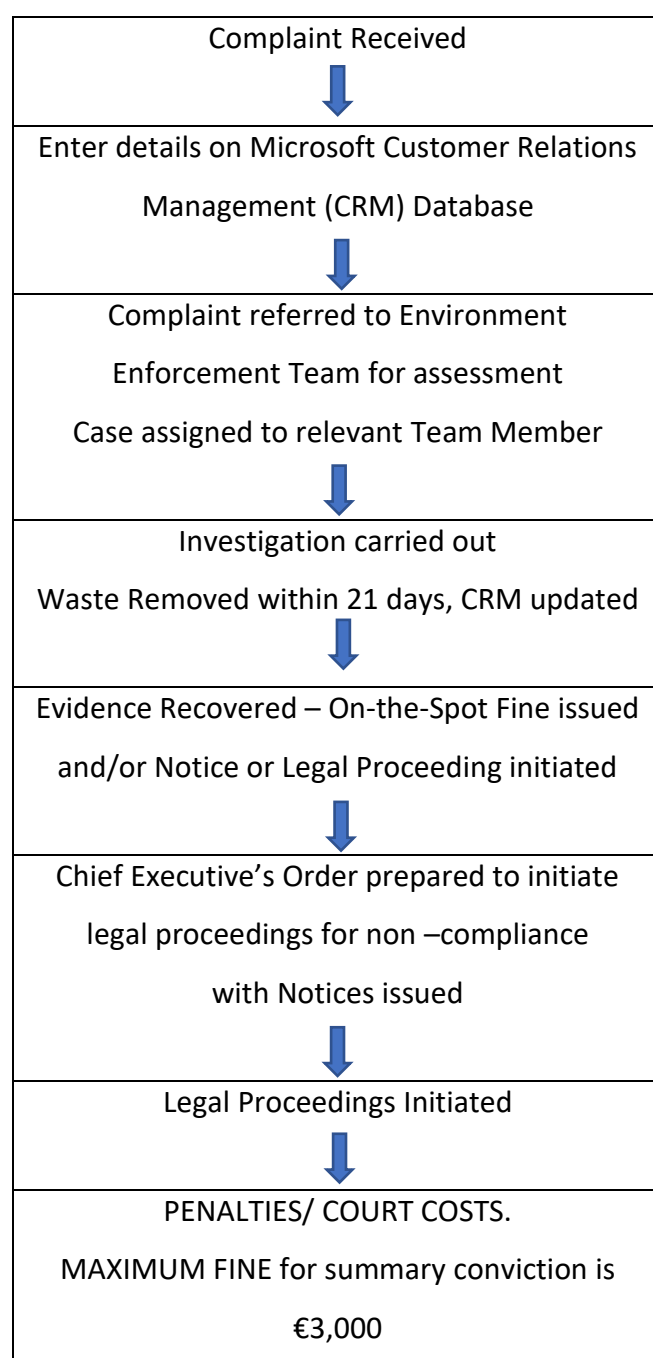 Complaint Received
Enter details on Microsoft Customer Relations
Management (CRM) Database
Complaint referred to Environment
Enforcement Team for assessment
Case assigned to relevant Team Member
Investigation carried out
Waste Removed within 21 days, CRM updated
Evidence Recovered – On-the-Spot Fine issued
and/or Notice or Legal Proceeding initiated
Chief Executive’s Order prepared to initiate
legal proceedings for non –compliance
with Notices issued
Legal Proceedings Initiated
PENALTIES/ COURT COSTS.
MAXIMUM FINE for summary conviction is
€3,000